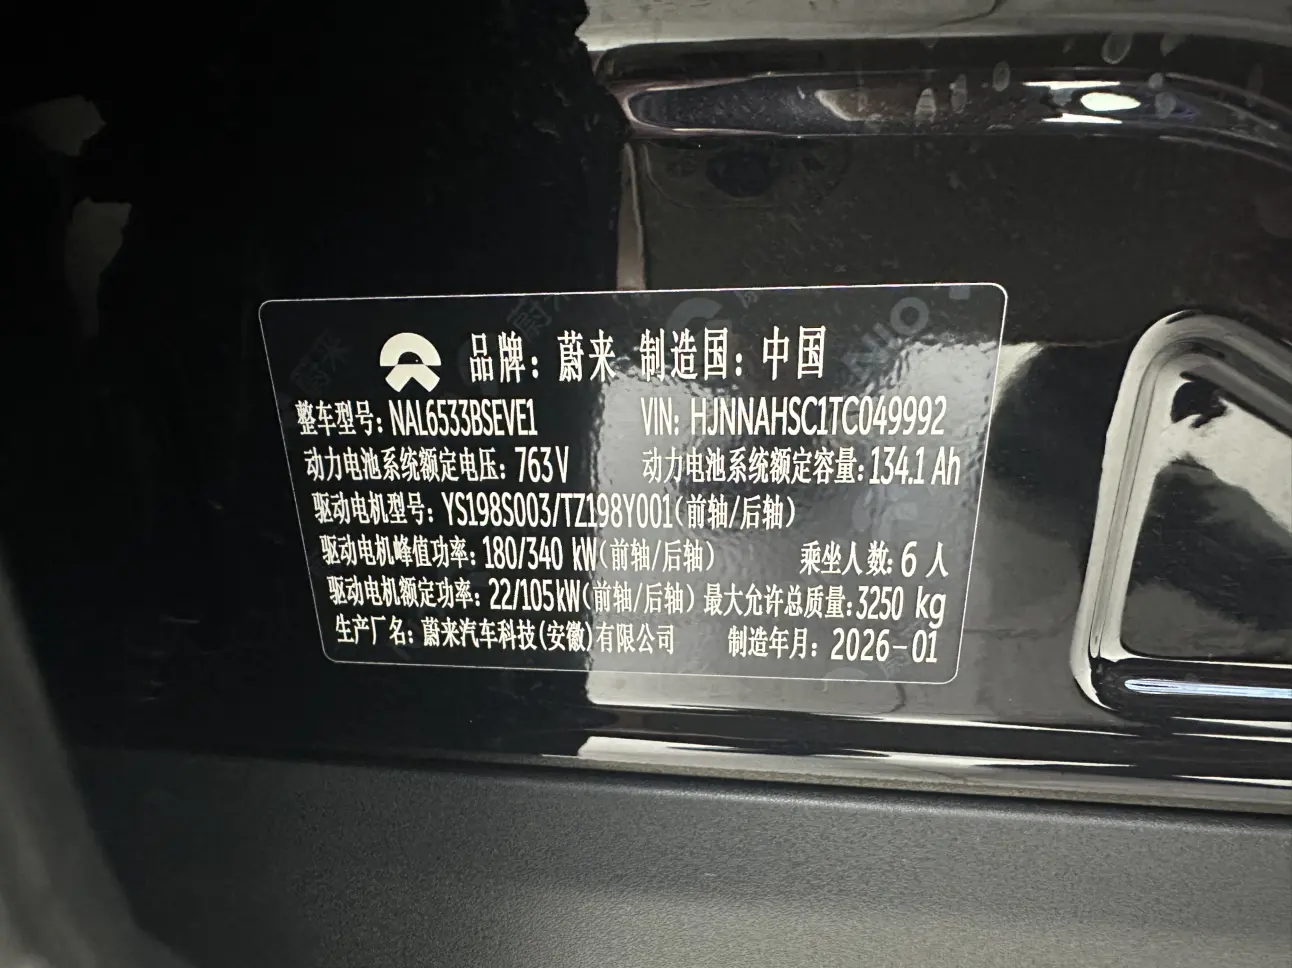 品牌：蔚来 制造国：中国
整车型号：NAL6533BSEVE1 VIN: HJNNAHSC1TC049992
动力电池系统额定电压：763V 动力电池系统额定容量：134.1 Ah
驱动电机型号：YS198S003/TZ198Y001(前轴/后轴)
驱动电机峰值功率：180/340 kW(前轴/后轴) 乘坐人数：6 人
驱动电机额定功率：22/105kW(前轴/后轴) 最大允许总质量：3250 kg
生产厂名：蔚来汽车科技(安徽)有限公司 制造年月：2026-01